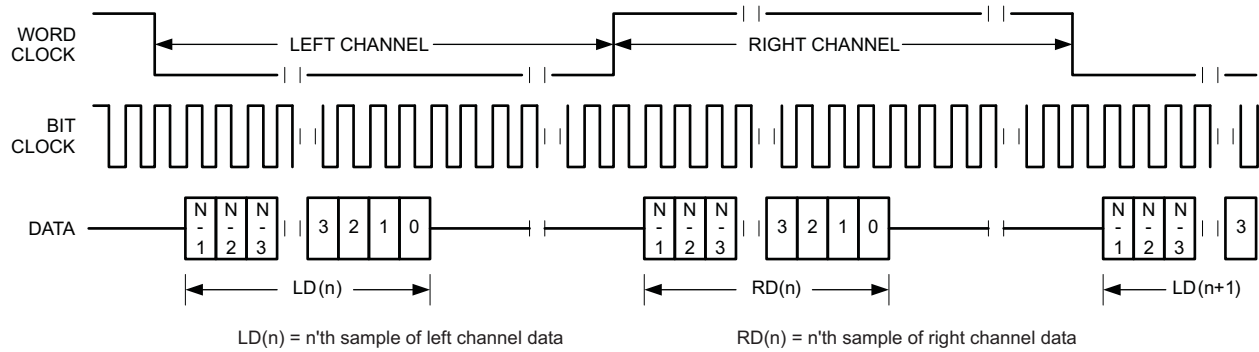 WORD
CLOCK
LEFT CHANNEL
RIGHT CHANNEL
BIT
CLOCK
DATA
N
-
1
N
-
2
N
-
3
3
2
1
0
N
-
1
N
-
2
N
-
3
3
2
1
0
N
-
1
N
-
2
N
-
3
3
LD(n)
RD(n)
LD(n+1)
LD(n) = n'th sample of left channel data
RD(n) = n'th sample of right channel data